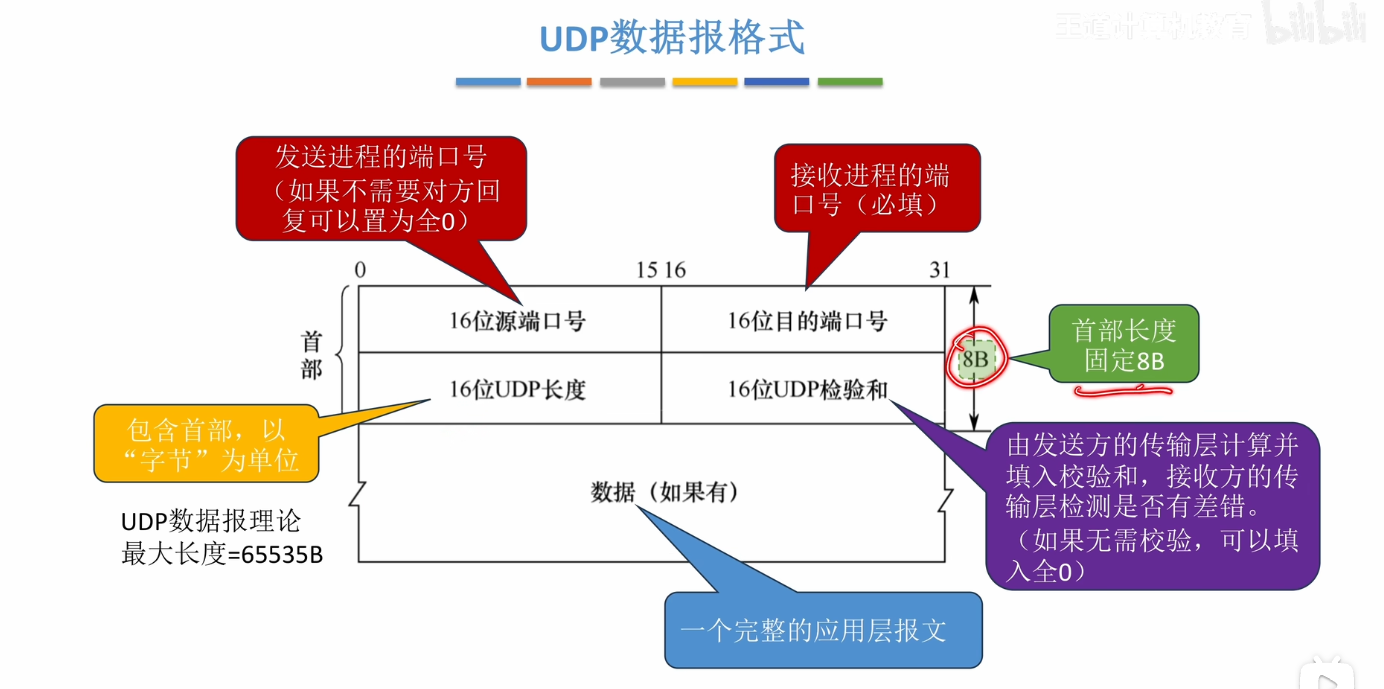 王道计算机教育
bilibili
UDP数据报格式
发送进程的端口号
（如果不需要对方回
复可以置为全0）
接收进程的端
口号（必填）
0
15
16
31
首
部
16位源端口号
16位目的端口号
8B
首部长度
固定8B
16位UDP长度
16位UDP检验和
包含首部，以
“字节”为单位
由发送方的传输层计算并
填入校验和，接收方的传
输层检测是否有差错。
（如果无需校验，可以填
入全0）
数据（如果有）
UDP数据报理论
最大长度=65535B
一个完整的应用层报文